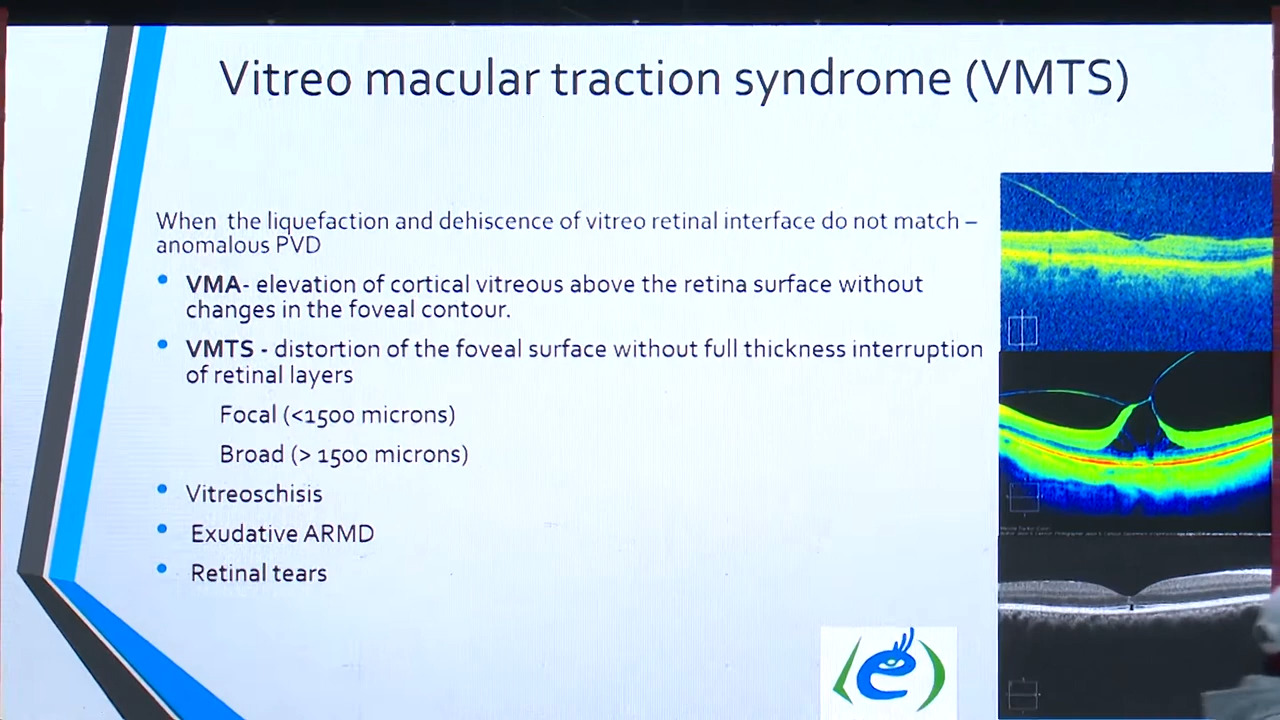 Vitreo macular traction syndrome (VMTS)
When the liquefaction and dehiscence of vitreo retinal interface do not match –
anomalous PVD
• VMA- elevation of cortical vitreous above the retina surface without
changes in the foveal contour.
• VMTS - distortion of the foveal surface without full thickness interruption
of retinal layers
Focal (<1500 microns)
Broad (> 1500 microns)
• Vitreoschisis
• Exudative ARMD
• Retinal tears